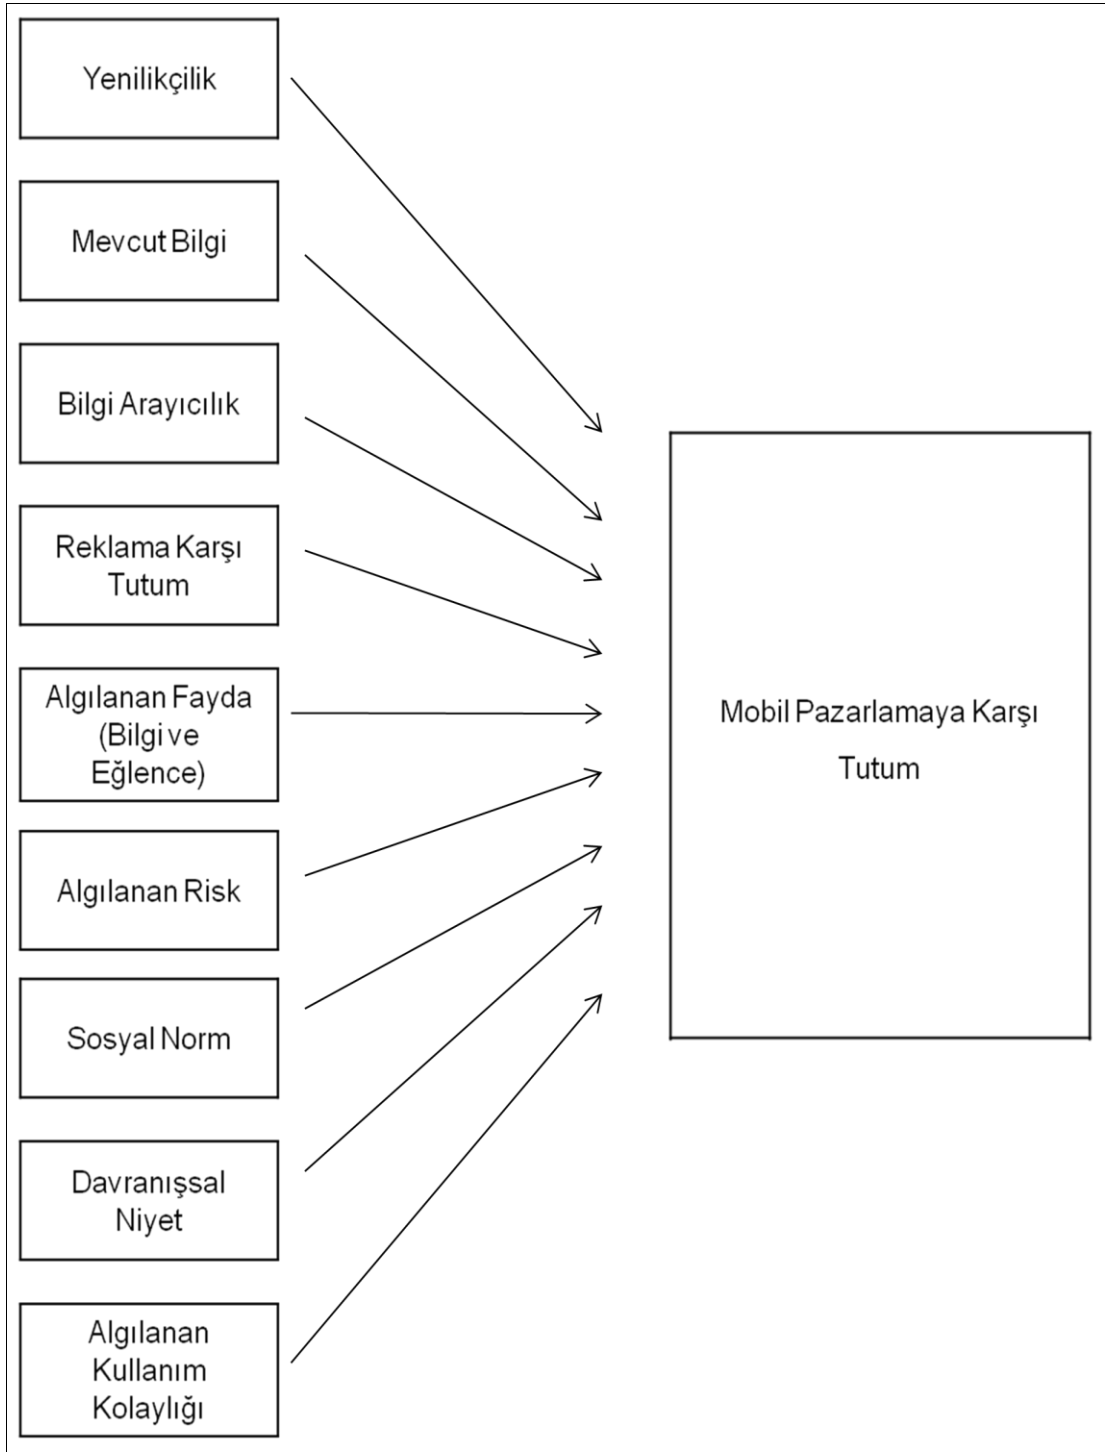 Yenilikçilik
Mevcut Bilgi
Bilgi Arayıcılık
Reklama Karşı
Tutum
Algılanan Fayda
(Bilgi ve
Eğlence)
Algılanan Risk
Sosyal Norm
Davranışsal
Niyet
Algılanan
Kullanım
Kolaylığı
Mobil Pazarlamaya Karşı
Tutum